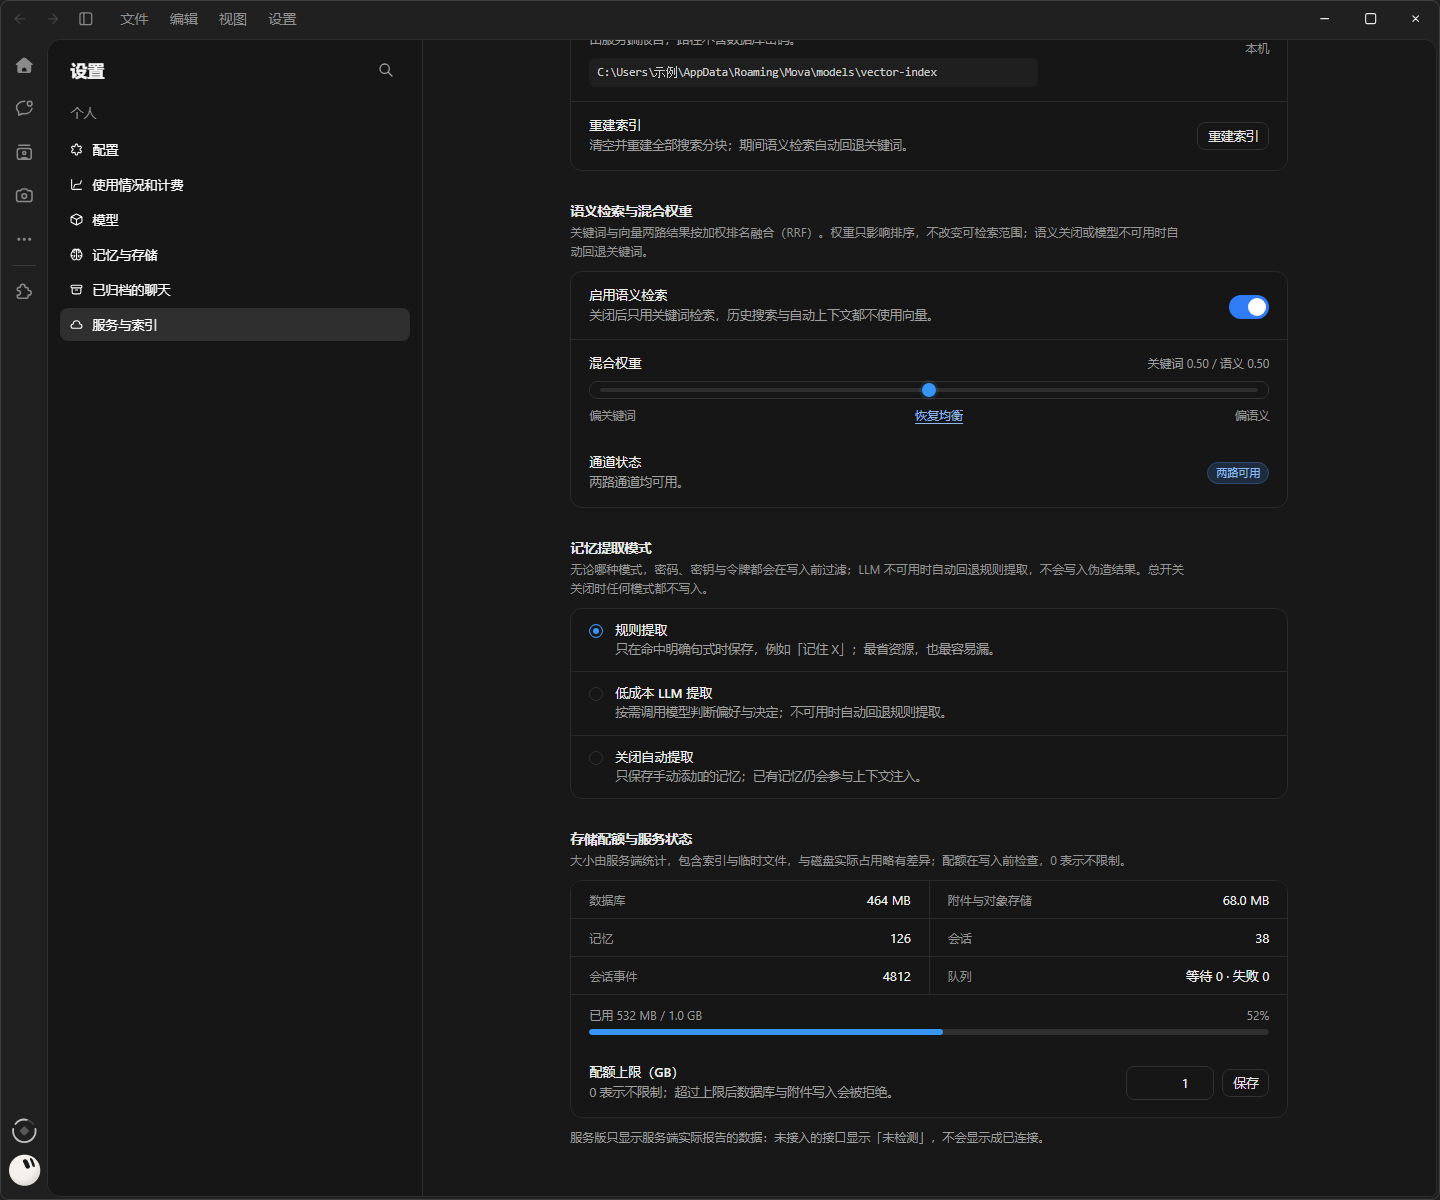 文件 编辑 视图 设置
设置
个人
配置
使用情况和计费
模型
记忆与存储
已归档的聊天
服务与索引
本机
C:\Users\示例\AppData\Roaming\Mova\models\vector-index
重建索引
清空并重建全部搜索分块；期间语义检索自动回退关键词。
重建索引
语义检索与混合权重
关键词与向量两路结果按加权排名融合（RRF）。权重只影响排序，不改变可检索范围；语义关闭或模型不可用时自
动回退关键词。
启用语义检索
关闭后只用关键词检索，历史搜索与自动上下文都不使用向量。
混合权重
关键词 0.50 / 语义 0.50
偏关键词
恢复均衡
偏语义
通道状态
两路通道均可用。
两路可用
记忆提取模式
无论哪种模式，密码、密钥与令牌都会在写入前过滤；LLM 不可用时自动回退规则提取，不会写入伪造结果。总开关
关闭时任何模式都不写入。
规则提取
只在命中明确句式时保存，例如「记住 X」；最省资源，也最容易漏。
低成本 LLM 提取
按需调用模型判断偏好与决定；不可用时自动回退规则提取。
关闭自动提取
只保存手动添加的记忆；已有记忆仍会参与上下文注入。
存储配额与服务状态
大小由服务端统计，包含索引与临时文件，与磁盘实际占用略有差异；配额在写入前检查，0 表示不限制。
数据库 464 MB
附件与对象存储 68.0 MB
记忆 126
会话 38
会话事件 4812
队列 等待 0 · 失败 0
已用 532 MB / 1.0 GB
52%
配额上限（GB）
0 表示不限制；超过上限后数据库与附件写入会被拒绝。
1
保存
服务版只显示服务端实际报告的数据：未接入的接口显示「未检测」，不会显示成已连接。